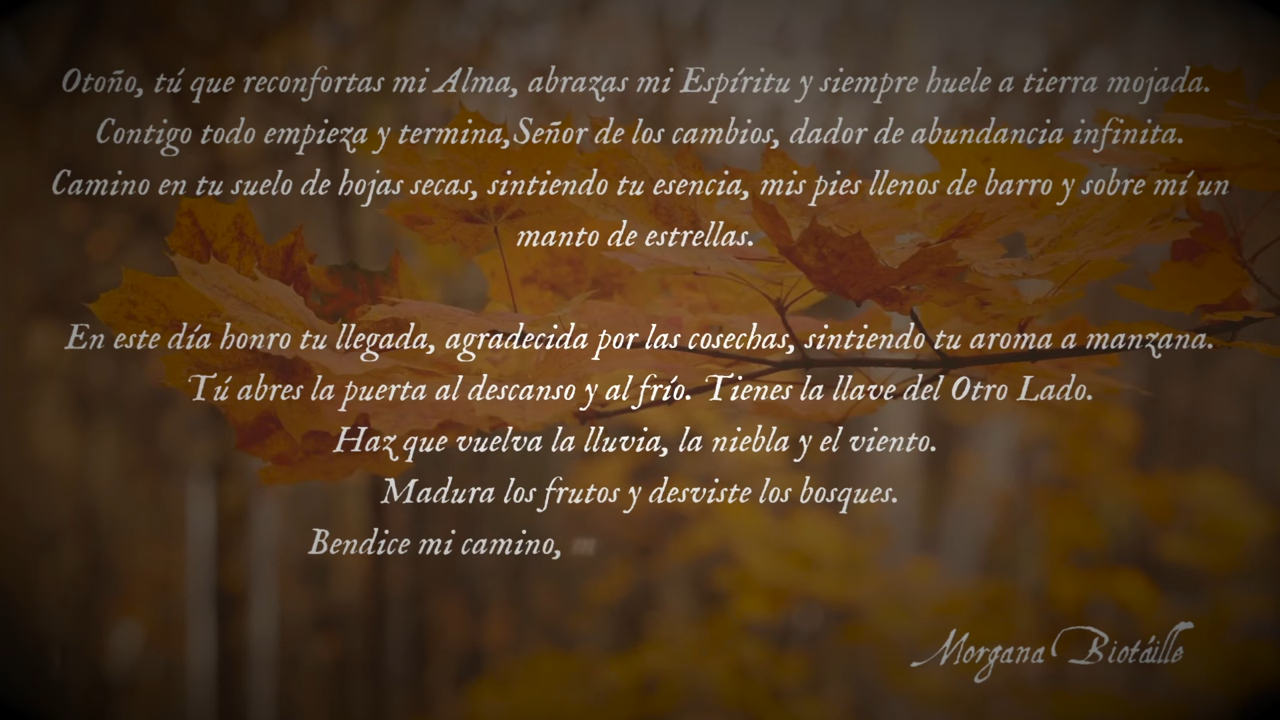 Otoño, tú que reconfortas mi Alma, abrazas mi Espíritu y siempre huele a tierra mojada.
Contigo todo empieza y termina,Señor de los cambios, dador de abundancia infinita.
Camino en tu suelo de hojas secas, sintiendo tu esencia, mis pies llenos de barro y sobre mí un
manto de estrellas.
En este día honro tu llegada, agradecida por las cosechas, sintiendo tu aroma a manzana.
Tú abres la puerta al descanso y al frío. Tienes la llave del Otro Lado.
Haz que vuelva la lluvia, la niebla y el viento.
Madura los frutos y desviste los bosques.
Bendice mi camino,
Morgana Biotáille